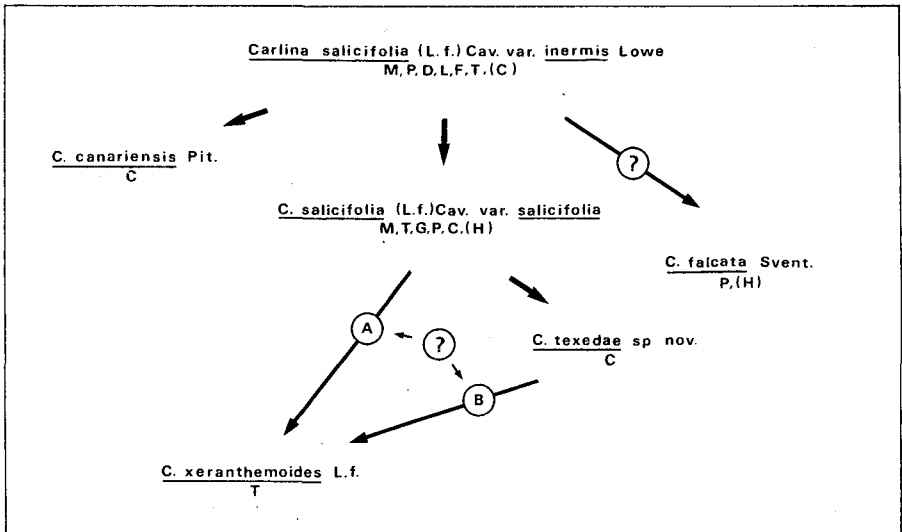 Carlina salicifolia (L.f.) Cav. var. inermis Lowe
M,P,D,L,F,T,(C)
C. canariensis Pit.
C
?
C. salicifolia (L.f.)Cav. var. salicifolia
M,T,G,P,C,(H)
C. falcata Svent.
P,(H)
A
?
C. texedae sp nov.
C
B
C. xeranthemoides L.f.
T